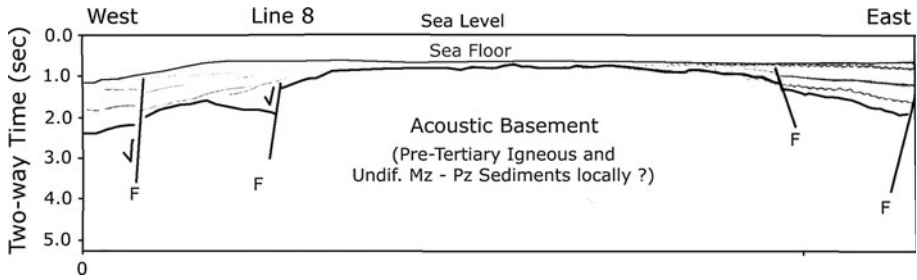 West
Line 8
Sea Level
East
Sea Floor
Two-way Time (sec)
0.0
1.0
2.0
3.0
4.0
5.0
Acoustic Basement
(Pre-Tertiary Igneous and
Undif. Mz - Pz Sediments locally ?)
F
F
F
F
0